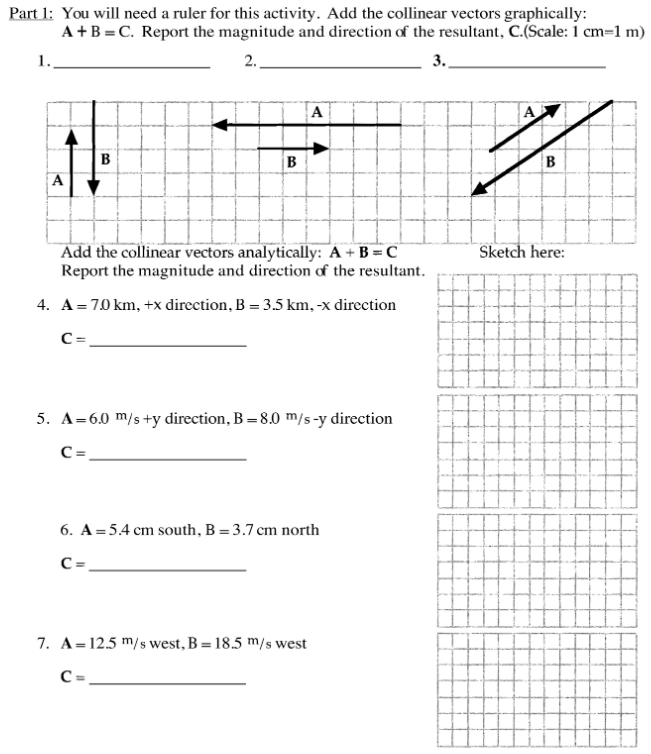 Part 1: You will need a ruler for this activity. Add the collinear vectors graphically:
A + B = C. Report the magnitude and direction of the resultant, C.(Scale: 1 cm=1 m)
1. 2. 3.
A B A B A B
Add the collinear vectors analytically: A + B = C
Report the magnitude and direction of the resultant.
Sketch here:
4. A = 7.0 km, +x direction, B = 3.5 km, -x direction
C =
5. A = 6.0 m/s +y direction, B = 8.0 m/s -y direction
C =
6. A = 5.4 cm south, B = 3.7 cm north
C =
7. A = 12.5 m/s west, B = 18.5 m/s west
C =